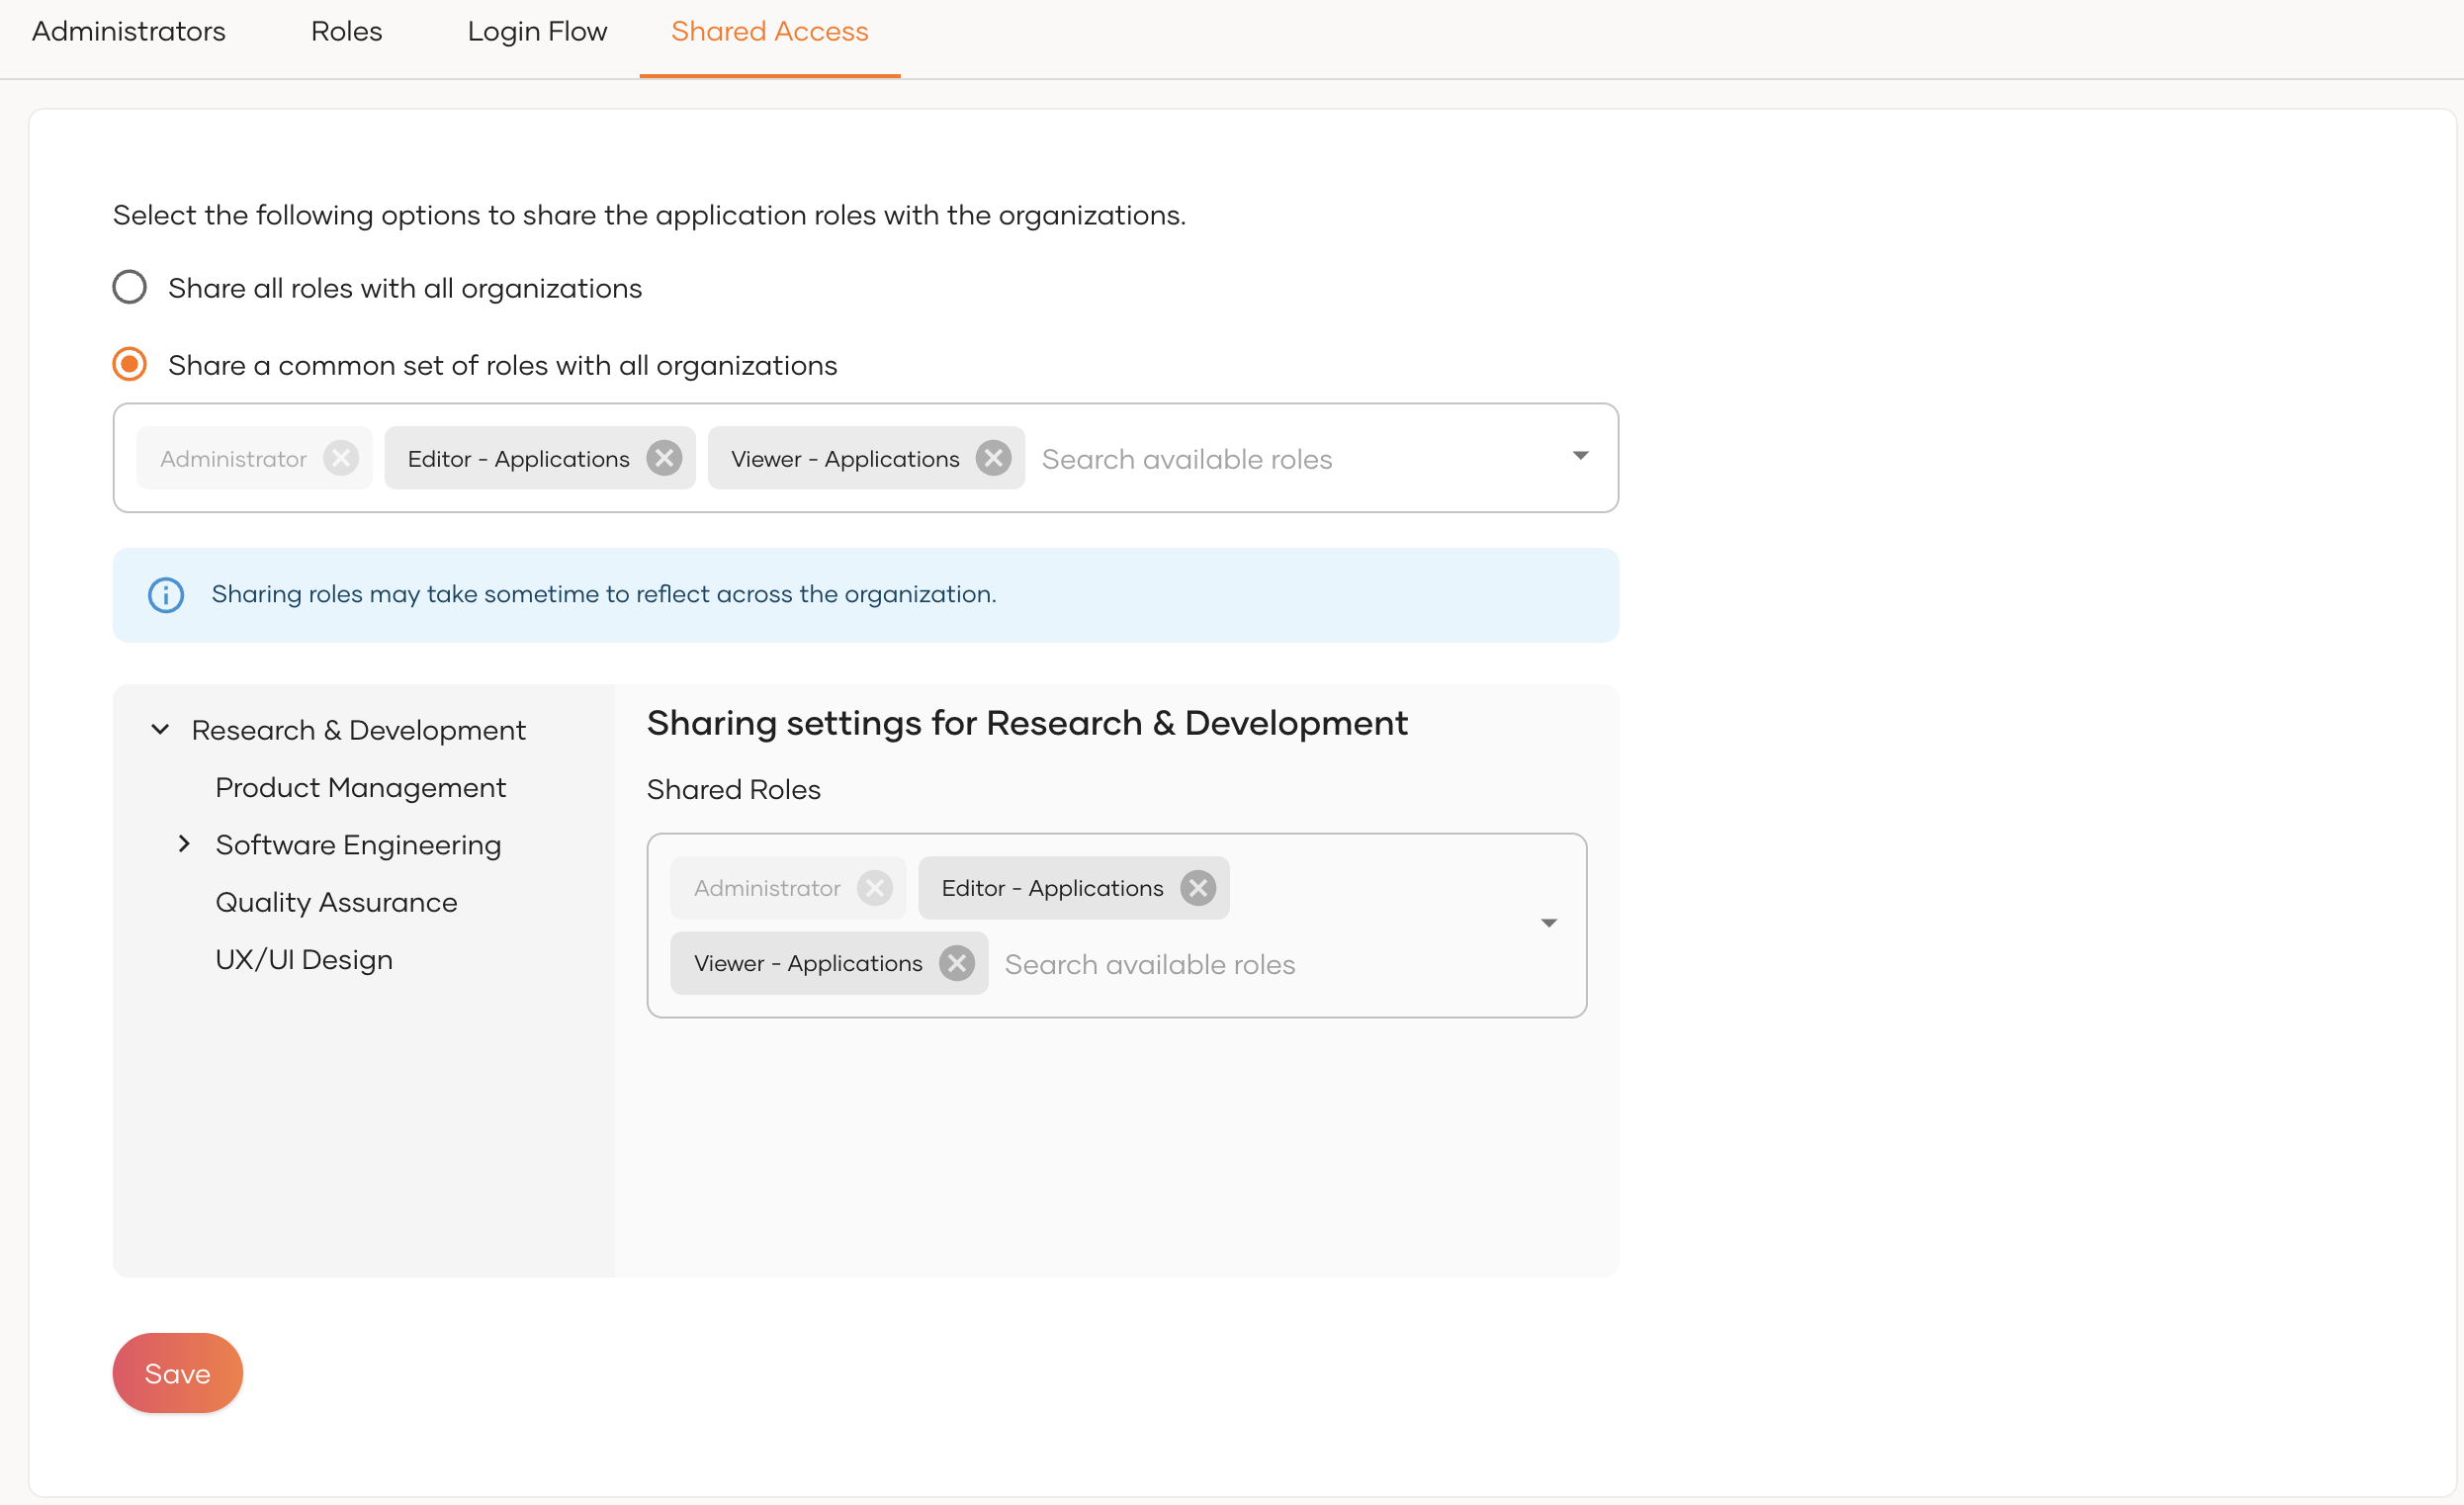 Administrators Roles Login Flow Shared Access
Select the following options to share the application roles with the organizations.
Share all roles with all organizations
Share a common set of roles with all organizations
Administrator Editor - Applications Viewer - Applications Search available roles
Sharing roles may take sometime to reflect across the organization.
Research & Development
Product Management
Software Engineering
Quality Assurance
UX/UI Design
Sharing settings for Research & Development
Shared Roles
Administrator Editor - Applications
Viewer - Applications Search available roles
Save